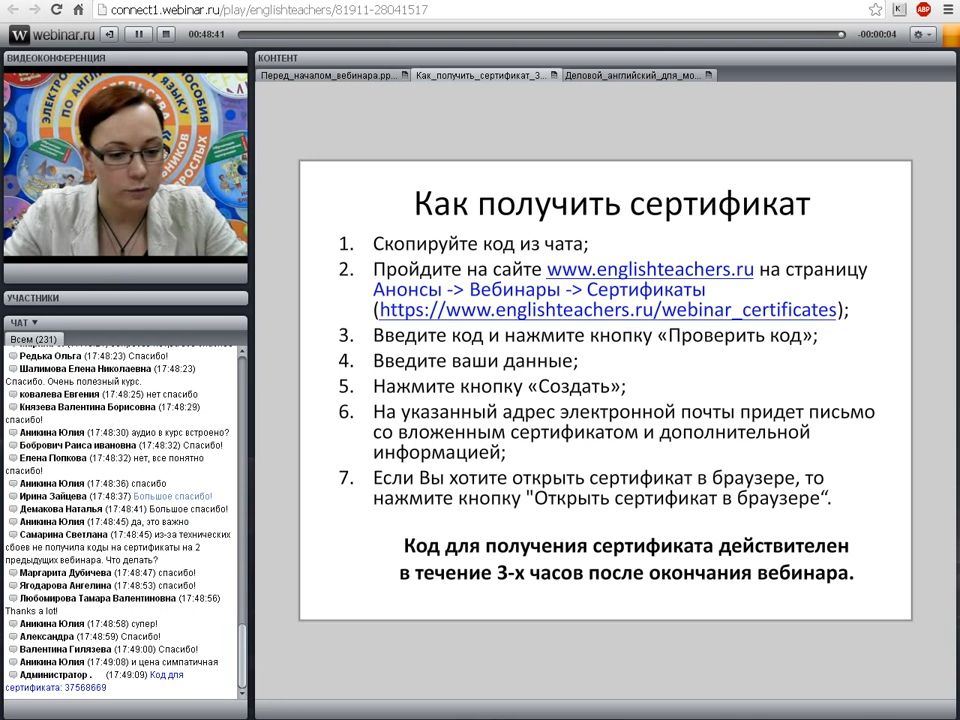 connect1.webinar.ru/play/englishteachers/81911-28041517
webinar.ru
00:48:41
-00:00:04
ВИДЕОКОНФЕРЕНЦИЯ
КОНТЕНТ
Перед_началом_вебинара.pp...
Как_получить_сертификат_3...
Деловой_английский_для_мо...
Как получить сертификат
1. Скопируйте код из чата;
2. Пройдите на сайте www.englishteachers.ru на страницу
Анонсы -> Вебинары -> Сертификаты
(https://www.englishteachers.ru/webinar_certificates);
3. Введите код и нажмите кнопку «Проверить код»;
4. Введите ваши данные;
5. Нажмите кнопку «Создать»;
6. На указанный адрес электронной почты придет письмо
со вложенным сертификатом и дополнительной
информацией;
7. Если Вы хотите открыть сертификат в браузере, то
нажмите кнопку "Открыть сертификат в браузере“.
Код для получения сертификата действителен
в течение 3-х часов после окончания вебинара.
УЧАСТНИКИ
ЧАТ ▼
Всем (231)
Редька Ольга (17:48:23) Спасибо!
Шалимова Елена Николаевна (17:48:23)
Спасибо. Очень полезный курс.
ковалева Евгения (17:48:25) нет спасибо
Князева Валентина Борисовна (17:48:29)
спасибо!
Аникина Юлия (17:48:30) аудио в курс встроено?
Бобрович Раиса ивановна (17:48:32) Спасибо!
Елена Попкова (17:48:32) нет, все понятно
спасибо!
Аникина Юлия (17:48:36) спасибо
Ирина Зайцева (17:48:37) Большое спасибо!
Демакова Наталья (17:48:41) Большое спасибо!
Аникина Юлия (17:48:45) да, это важно
Самарина Светлана (17:48:45) из-за технических
сбоев не получила коды на сертификаты на 2
предыдущих вебинара. Что делать?
Маргарита Дубичева (17:48:47) спасибо!
Ягодарова Ангелина (17:48:53) спасибо!
Любомирова Тамара Валентиновна (17:48:56)
Thanks a lot!
Аникина Юлия (17:48:58) супер!
Александра (17:48:59) Спасибо!
Валентина Гилязева (17:49:00) Спасибо!
Аникина Юлия (17:49:08) и цена симпатичная
Администратор . (17:49:09) Код для
сертификата: 37568669